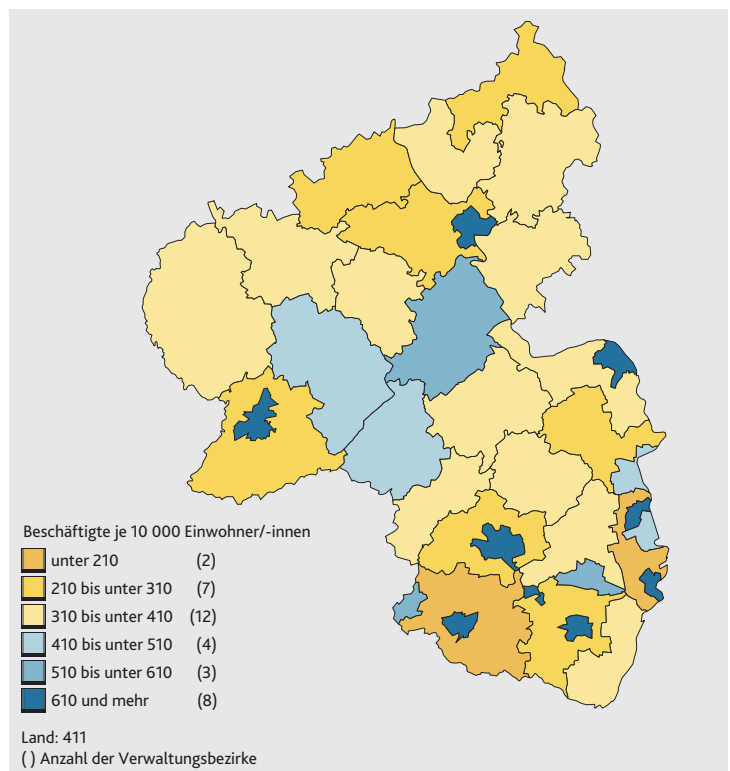 Beschäftigte je 10 000 Einwohner/-innen
unter 210 (2)
210 bis unter 310 (7)
310 bis unter 410 (12)
410 bis unter 510 (4)
510 bis unter 610 (3)
610 und mehr (8)
Land: 411
( ) Anzahl der Verwaltungsbezirke